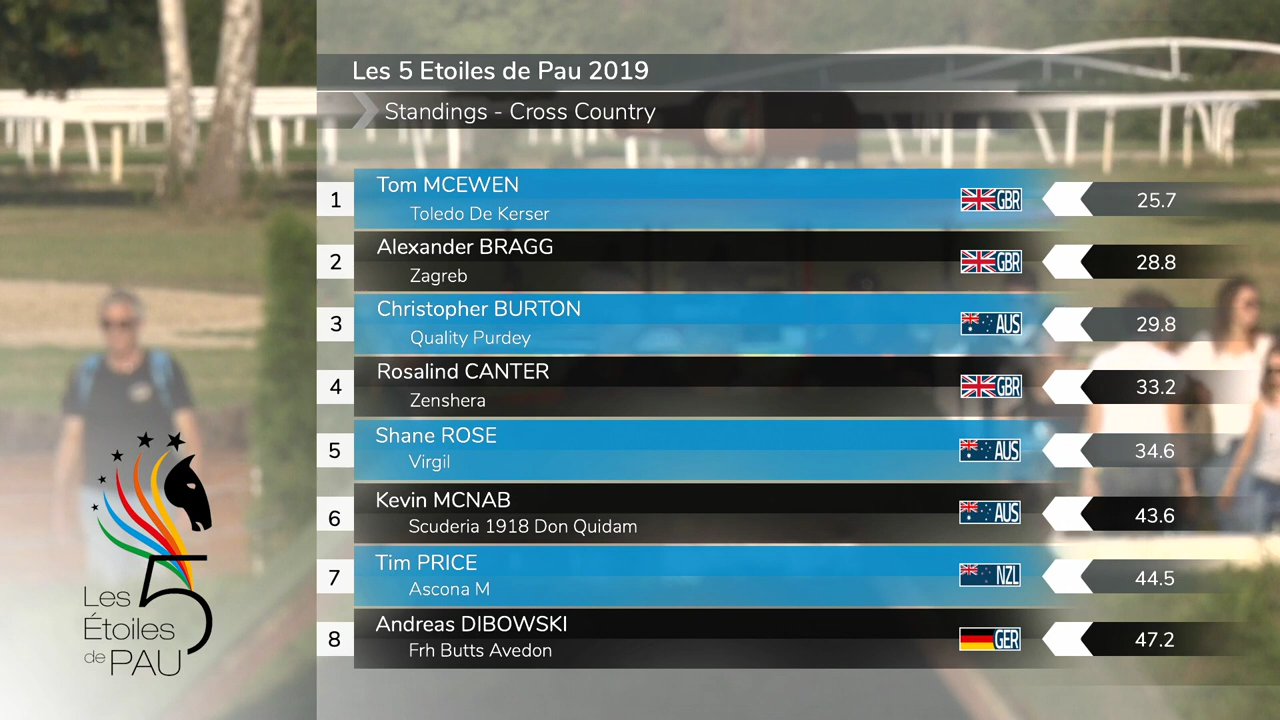 Les 5 Etoiles de Pau 2019
Standings - Cross Country
1
Tom MCEWEN
Toledo De Kerser
GBR
25.7
2
Alexander BRAGG
Zagreb
GBR
28.8
3
Christopher BURTON
Quality Purdey
AUS
29.8
4
Rosalind CANTER
Zenshera
GBR
33.2
5
Shane ROSE
Virgil
AUS
34.6
6
Kevin MCNAB
Scuderia 1918 Don Quidam
AUS
43.6
7
Tim PRICE
Ascona M
NZL
44.5
8
Andreas DIBOWSKI
Frh Butts Avedon
GER
47.2
Les 5
Étoiles
de PAU